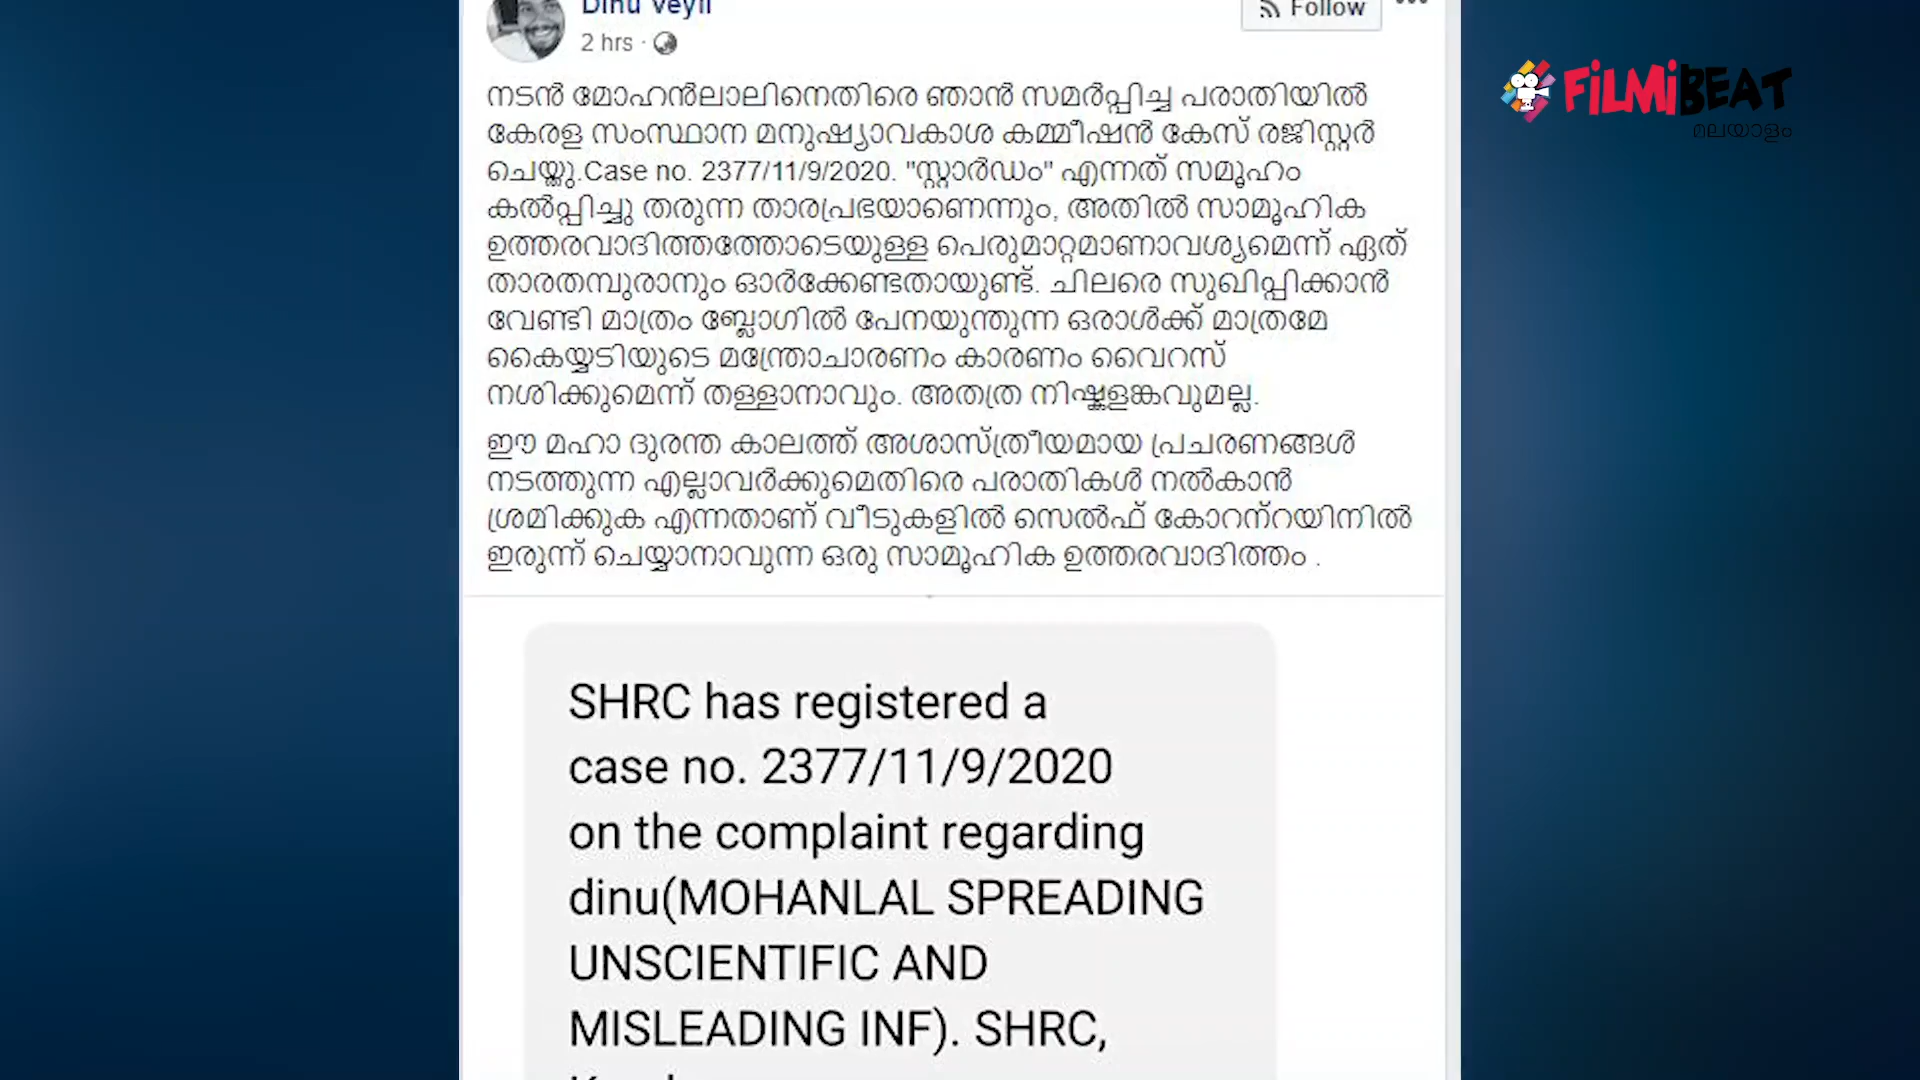 Dinu Veyil
Follow
2 hrs ·
FiLMiBEAT
മലയാളം
നടൻ മോഹൻലാലിനെതിരെ ഞാൻ സമർപ്പിച്ച പരാതിയിൽ
കേരള സംസ്ഥാന മനുഷ്യാവകാശ കമ്മീഷൻ കേസ് രജിസ്റ്റർ
ചെയ്തു.Case no. 2377/11/9/2020. "സ്റ്റാർഡം" എന്നത് സമൂഹം
കൽപ്പിച്ചു തരുന്ന താരപ്രഭയാണെന്നും, അതിൽ സാമൂഹിക
ഉത്തരവാദിത്തത്തോടെയുള്ള പെരുമാറ്റമാണാവശ്യമെന്ന് ഏത്
താരതമ്പുരാനും ഓർക്കേണ്ടതായുണ്ട്. ചിലരെ സുഖിപ്പിക്കാൻ
വേണ്ടി മാത്രം ബ്ലോഗിൽ പേനയുന്തുന്ന ഒരാൾക്ക് മാത്രമേ
കൈയ്യടിയുടെ മന്ത്രോചാരണം കാരണം വൈറസ്
നശിക്കുമെന്ന് തള്ളാനാവും. അതത്ര നിഷ്കളങ്കവുമല്ല.
ഈ മഹാ ദുരന്ത കാലത്ത് അശാസ്ത്രീയമായ പ്രചരണങ്ങൾ
നടത്തുന്ന എല്ലാവർക്കുമെതിരെ പരാതികൾ നൽകാൻ
ശ്രമിക്കുക എന്നതാണ് വീടുകളിൽ സെൽഫ് കോറന്റയിനിൽ
ഇരുന്ന് ചെയ്യാനാവുന്ന ഒരു സാമൂഹിക ഉത്തരവാദിത്തം .
SHRC has registered a
case no. 2377/11/9/2020
on the complaint regarding
dinu(MOHANLAL SPREADING
UNSCIENTIFIC AND
MISLEADING INF). SHRC,